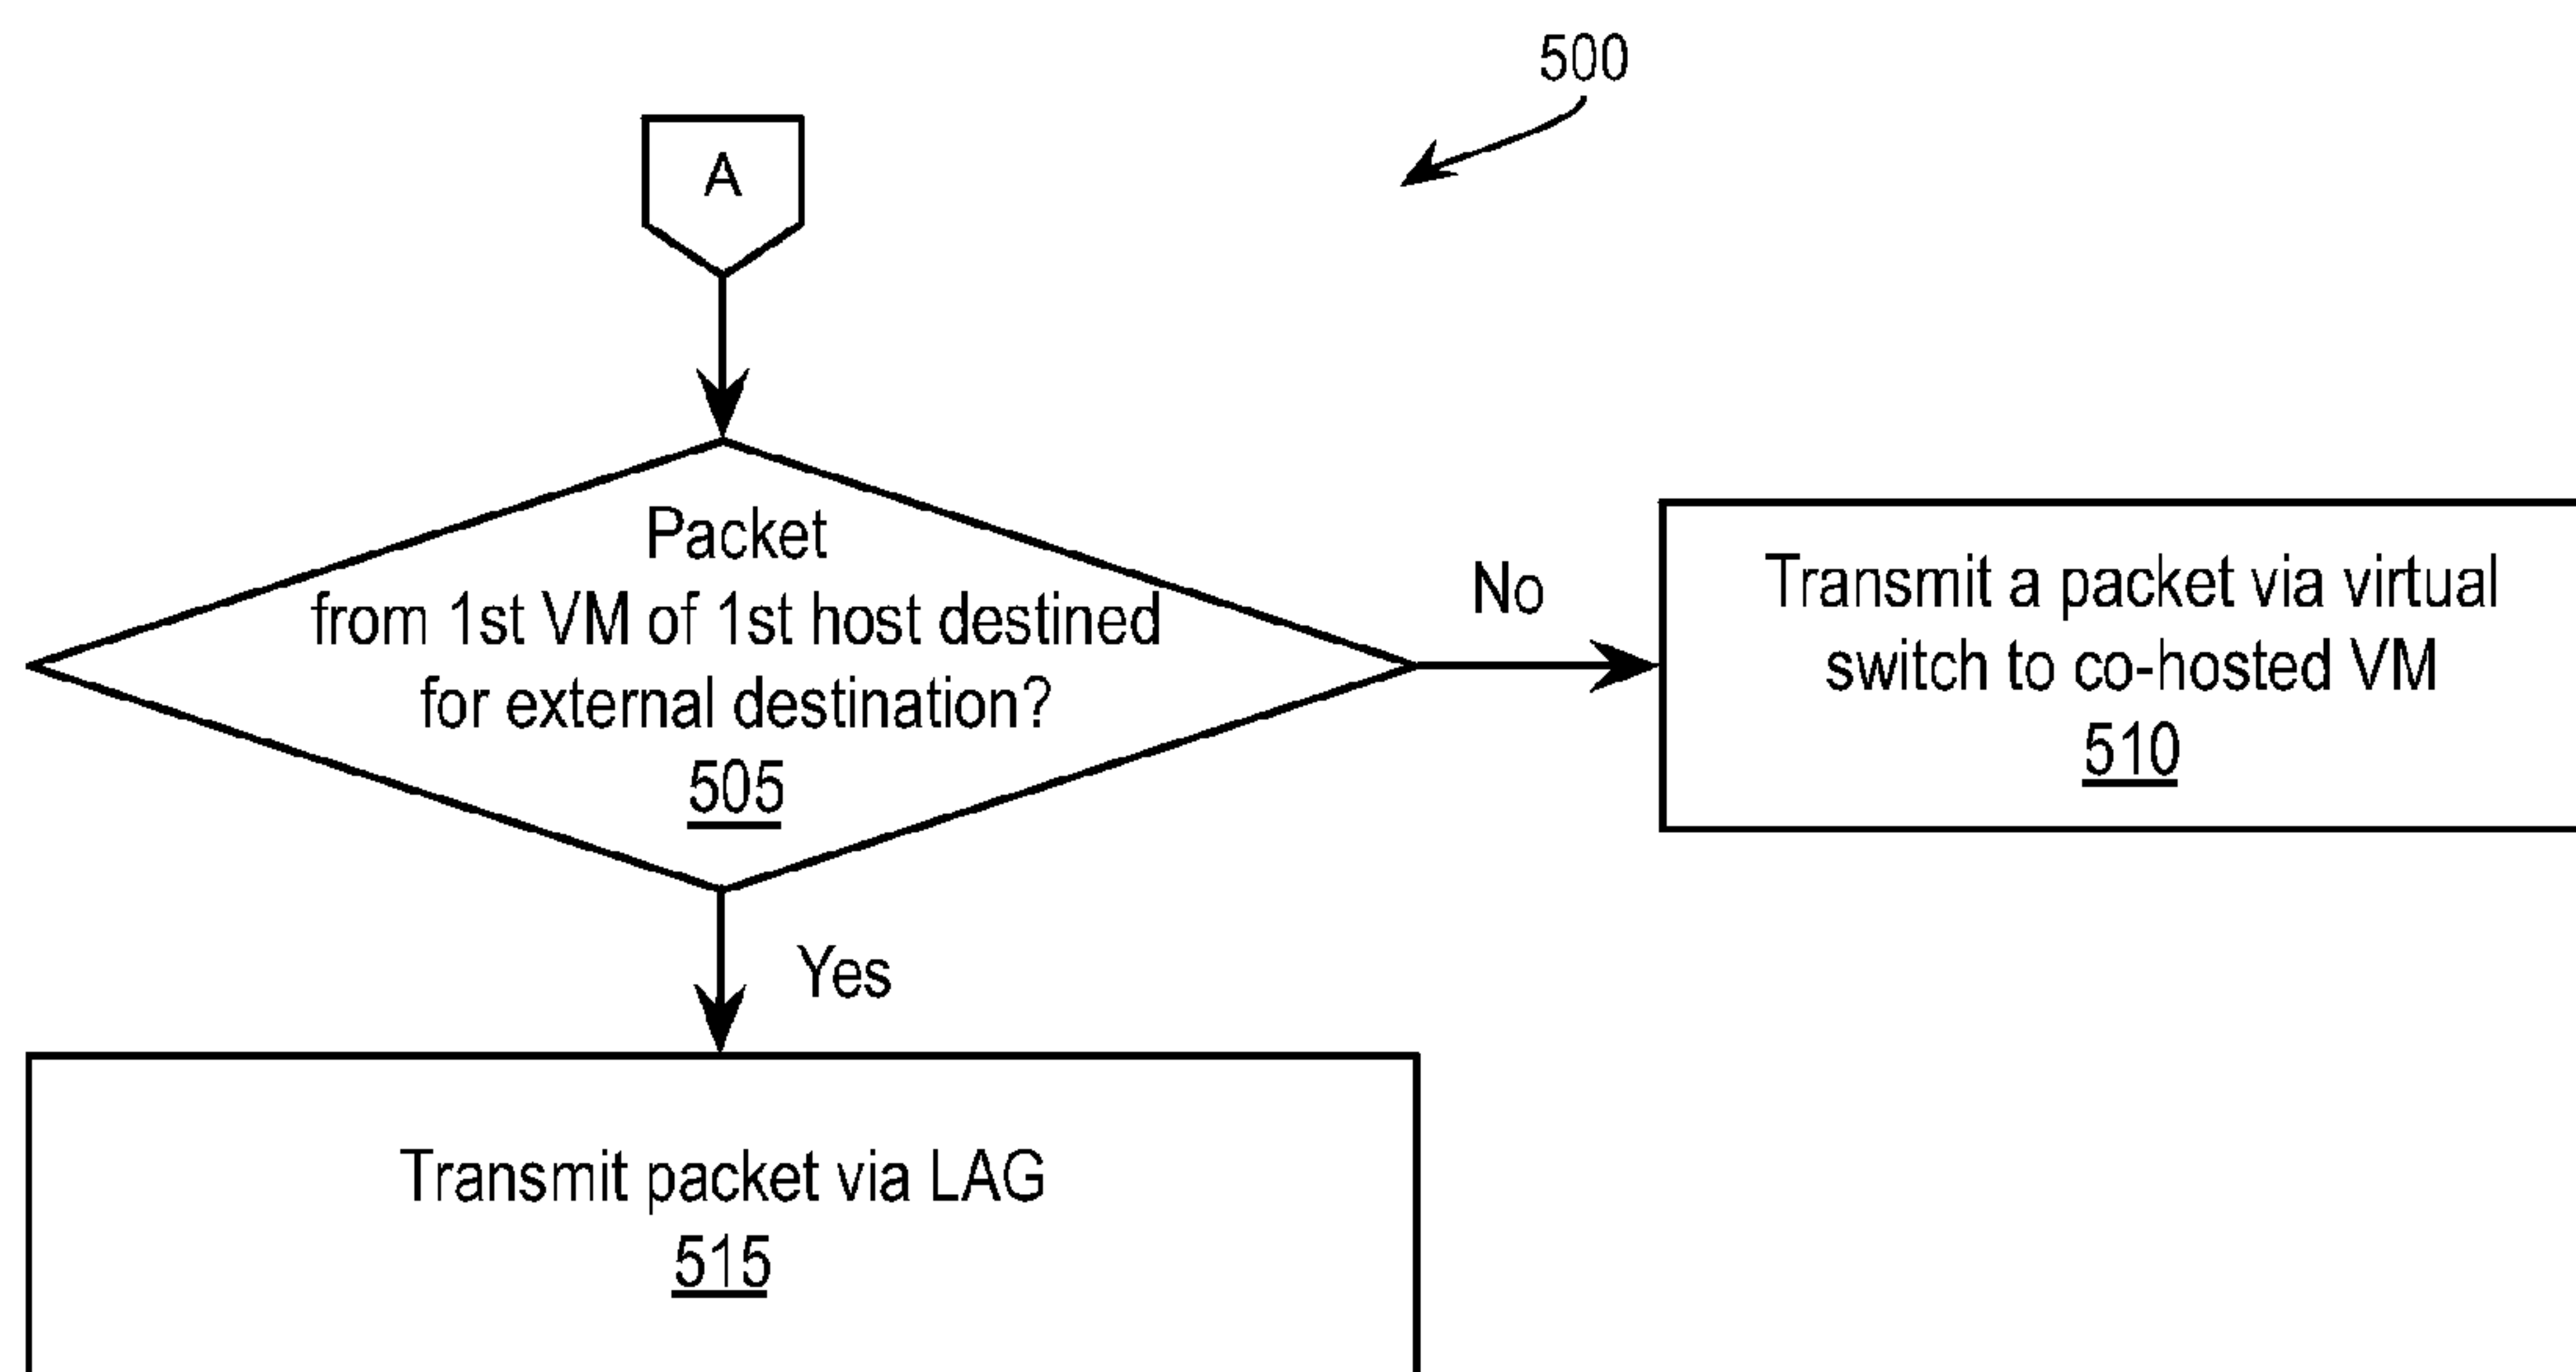 500
A
Packet
from 1st VM of 1st host destined
for external destination?
505
No
Transmit a packet via virtual
switch to co-hosted VM
510
Yes
Transmit packet via LAG
515